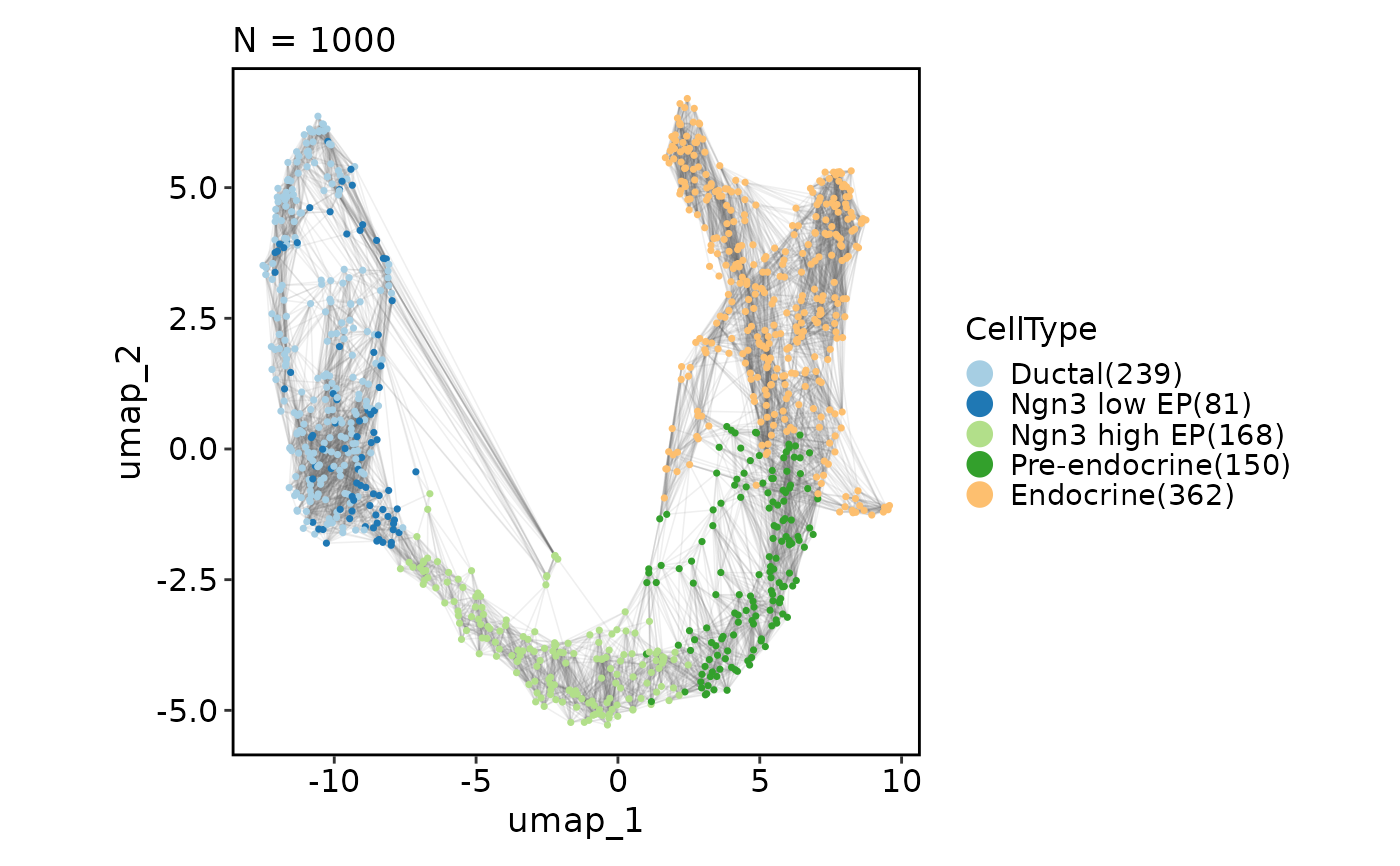 N = 1000
umap_2
5.0
2.5
0.0
-2.5
-5.0
-10
-5
0
5
10
umap_1
CellType
Ductal(239)
Ngn3 low EP(81)
Ngn3 high EP(168)
Pre-endocrine(150)
Endocrine(362)